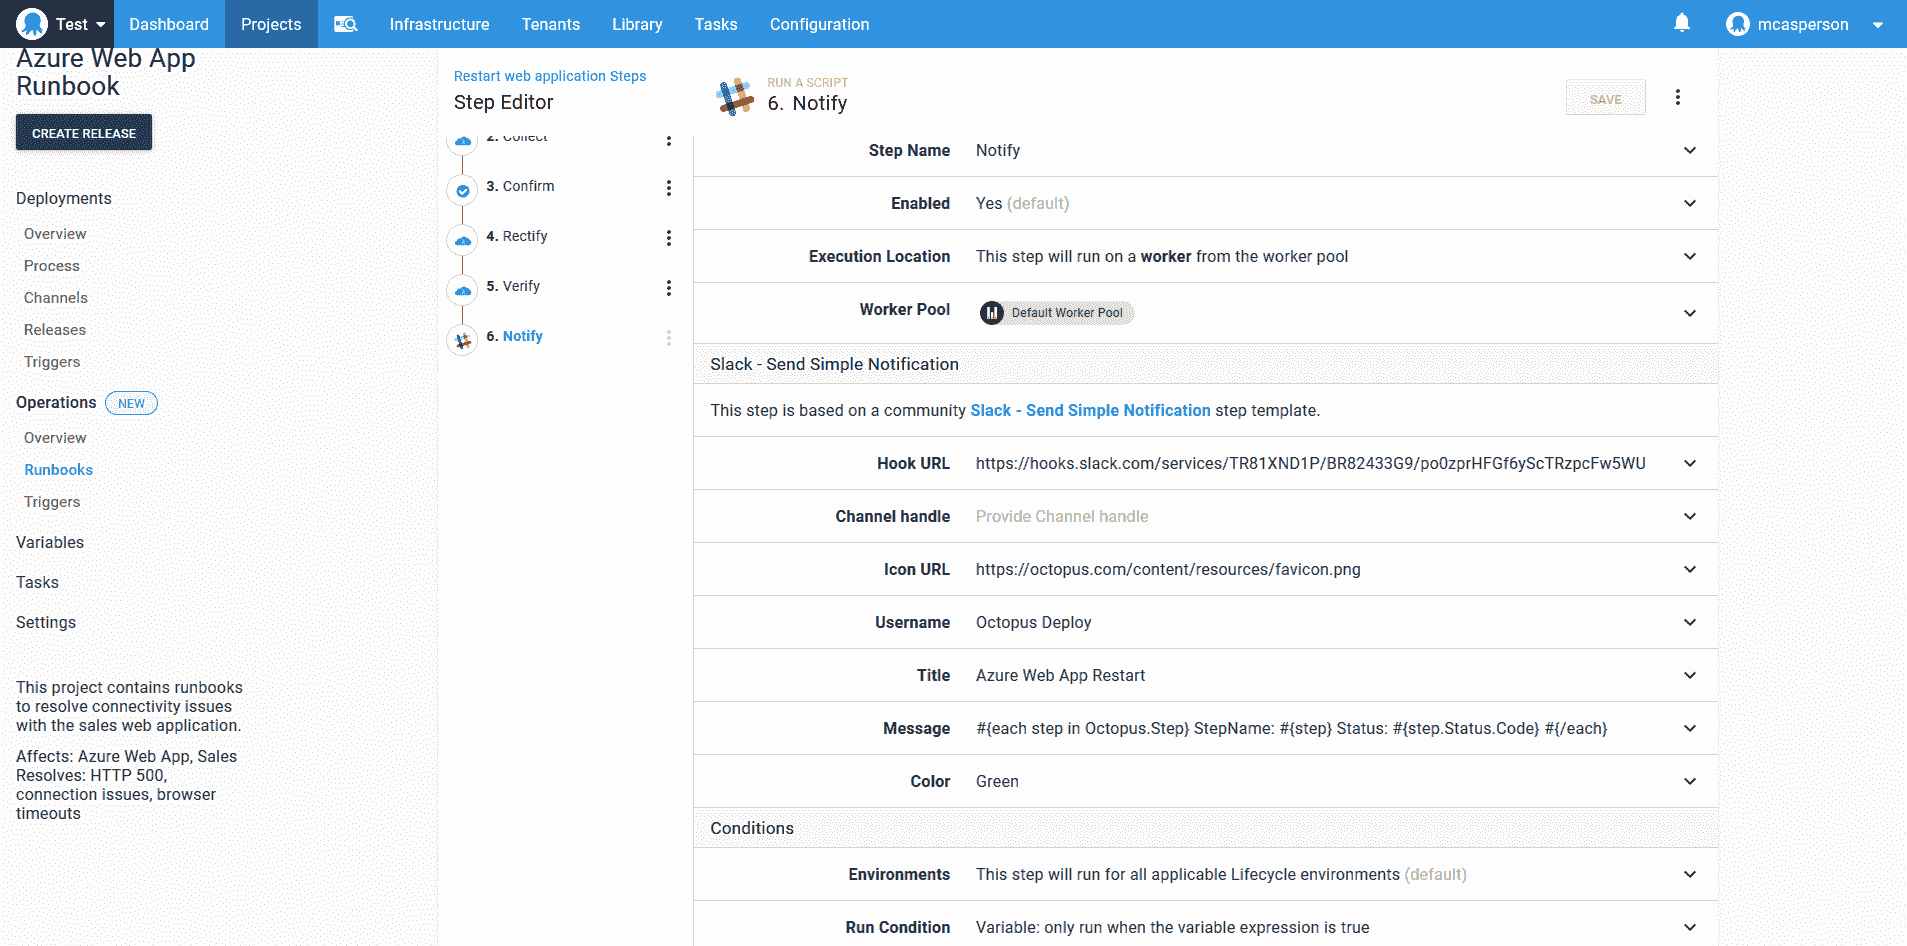 Test
Dashboard
Projects
Infrastructure
Tenants
Library
Tasks
Configuration
mcasperson
Azure Web App
Runbook
CREATE RELEASE
Deployments
Overview
Process
Channels
Releases
Triggers
Operations NEW
Overview
Runbooks
Triggers
Variables
Tasks
Settings
This project contains runbooks
to resolve connectivity issues
with the sales web application.
Affects: Azure Web App, Sales
Resolves: HTTP 500,
connection issues, browser
timeouts
Restart web application Steps
Step Editor
2. Collect
3. Confirm
4. Rectify
5. Verify
6. Notify
RUN A SCRIPT
6. Notify
SAVE
Step Name Notify
Enabled Yes (default)
Execution Location This step will run on a worker from the worker pool
Worker Pool Default Worker Pool
Slack - Send Simple Notification
This step is based on a community Slack - Send Simple Notification step template.
Hook URL https://hooks.slack.com/services/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
Channel handle Provide Channel handle
Icon URL https://octopus.com/content/resources/favicon.png
Username Octopus Deploy
Title Azure Web App Restart
Message #{each step in Octopus.Step} StepName: #{step} Status: #{step.Status.Code} #{/each}
Color Green
Conditions
Environments This step will run for all applicable Lifecycle environments (default)
Run Condition Variable: only run when the variable expression is true